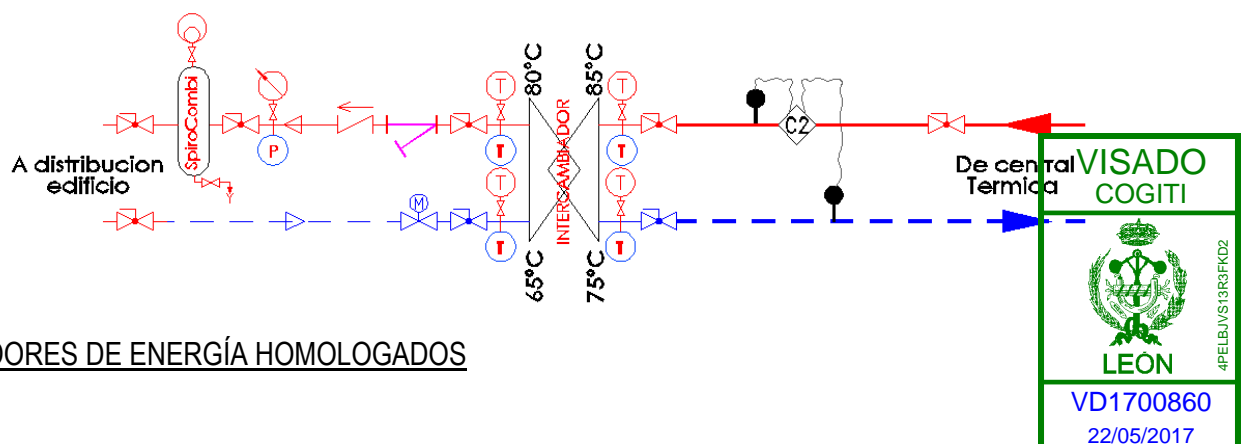 SpiroCombi
P
T
T
T
T
80°C
85°C
INTERCAMBIADOR
T
T
T
T
65°C
75°C
M
C2
A distribucion
edificio
De central
Termica
VISADO
COGITI
LEÓN
4PELBJVS13R3FKD2
VD1700860
22/05/2017
DORES DE ENERGÍA HOMOLOGADOS